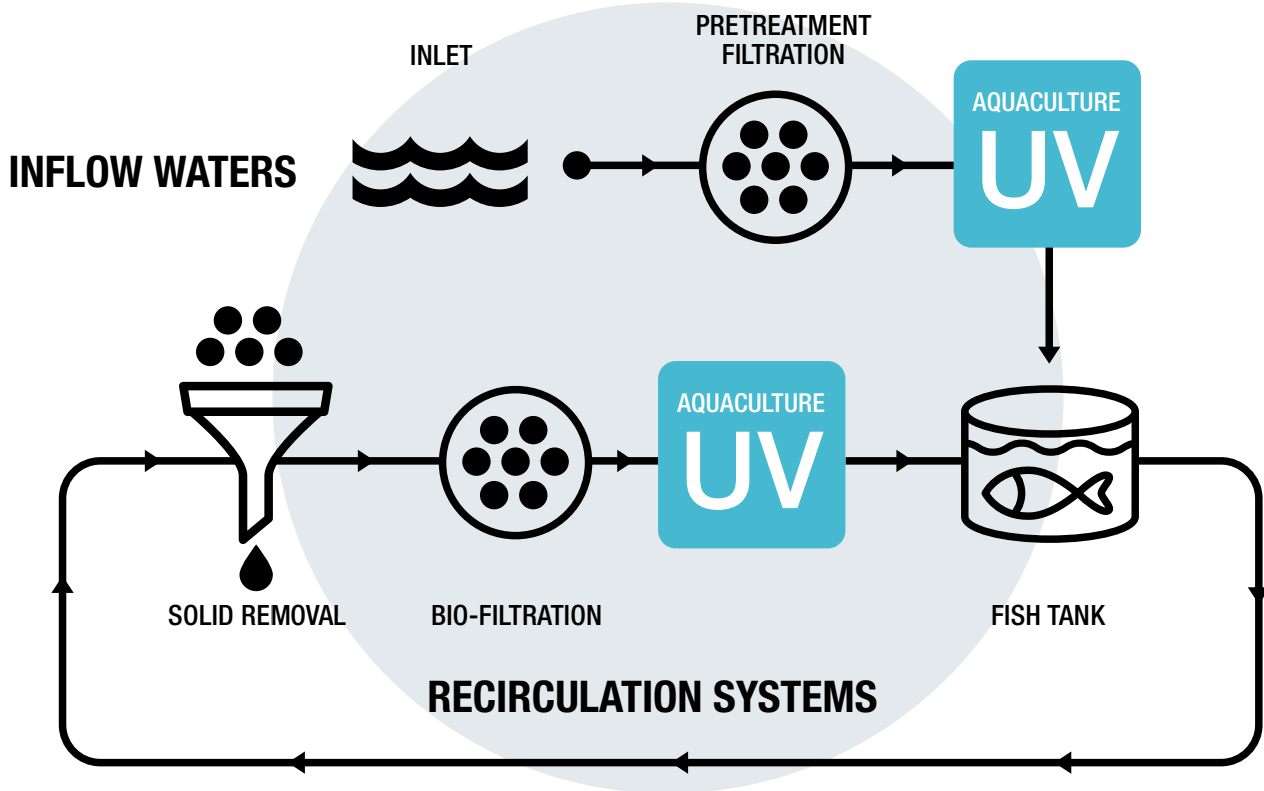 INLET
PRETREATMENT
FILTRATION
AQUACULTURE
UV
INFLOW WATERS
AQUACULTURE
UV
SOLID REMOVAL
BIO-FILTRATION
FISH TANK
RECIRCULATION SYSTEMS